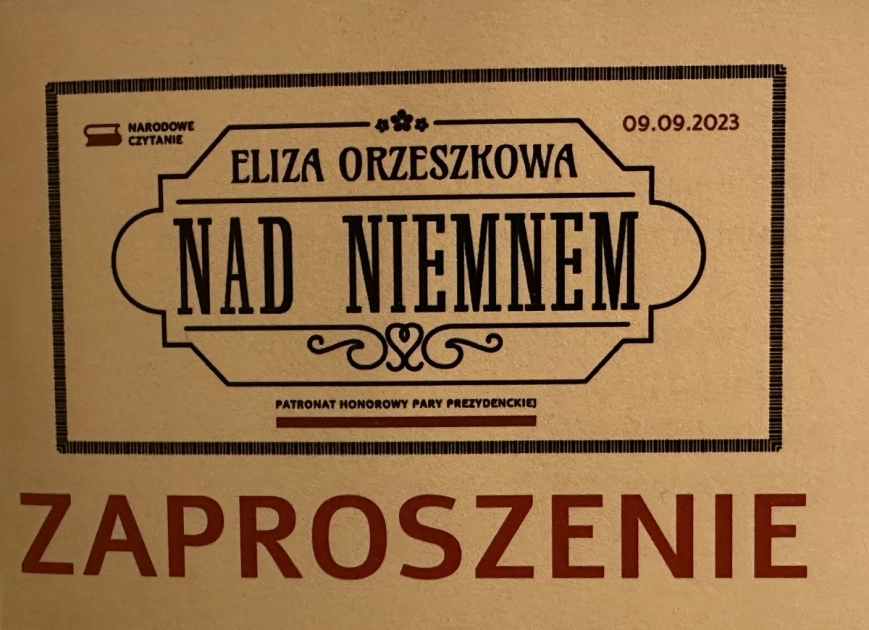 NARODOWE
CZYTANIE
09.09.2023
ELIZA ORZESZKOWA
NAD NIEMNEM
PATRONAT HONOROWY PARY PREZYDENCKIEJ
ZAPROSZENIE